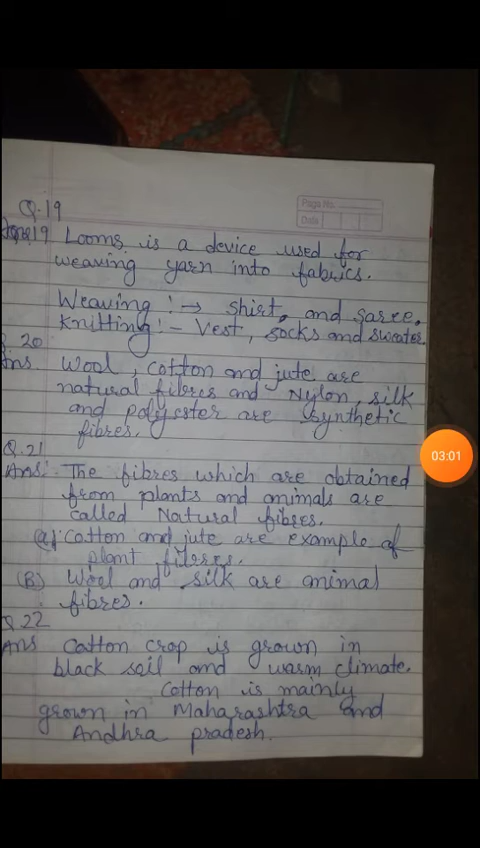 Page No.
Date
Q.19
Ans19 Looms is a device used for
weaving yarn into fabrics.
Weaving :→ shirt, and saree.
Knitting :- Vest, socks and sweater.
Q 20
Ans Wool, cotton and jute are
natural fibres and Nylon, silk
and polyester are synthetic
fibres.
Q.21
Ans: The fibres which are obtained
from plants and animals are
called Natural fibres.
(a) Cotton and jute are example of
plant fibres.
(B) Wool and silk are animal
fibres.
Q.22
Ans Cotton crop is grown in
black soil and warm climate.
Cotton is mainly
grown in Maharashtra and
Andhra pradesh.
03:01